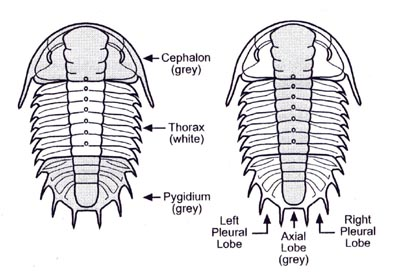 Cephalon
(grey)
Thorax
(white)
Pygidium
(grey)
Left
Pleural
Lobe
Axial
Lobe
(grey)
Right
Pleural
Lobe